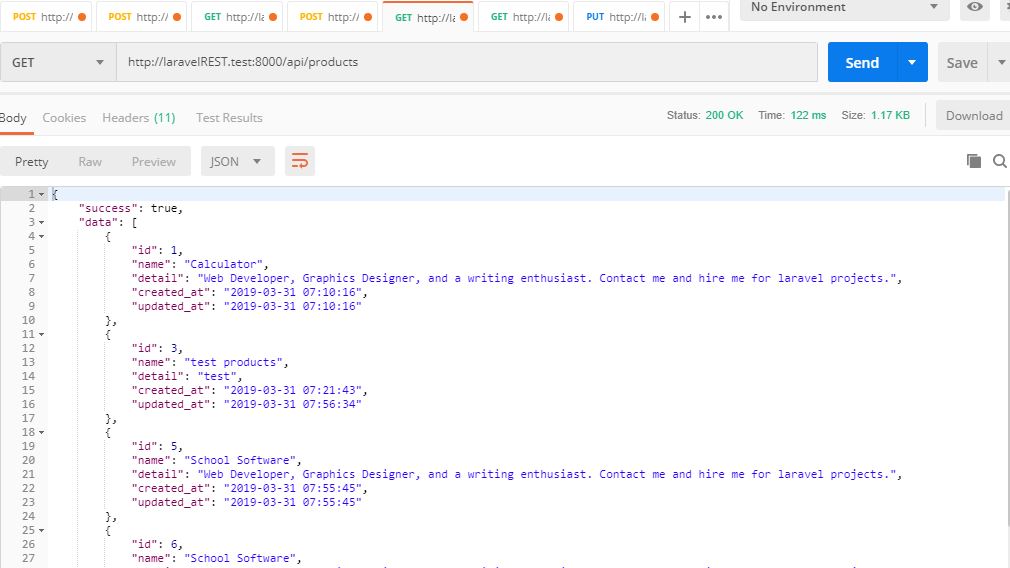 POST http:// POST http:// GET http://la POST http:// GET http://la GET http://la PUT http://la + ••• No Environment
GET http://laravelREST.test:8000/api/products Send Save
Body Cookies Headers (11) Test Results Status: 200 OK Time: 122 ms Size: 1.17 KB Download
Pretty Raw Preview JSON
1 {
2 "success": true,
3 "data": [
4 {
5 "id": 1,
6 "name": "Calculator",
7 "detail": "Web Developer, Graphics Designer, and a writing enthusiast. Contact me and hire me for laravel projects.",
8 "created_at": "2019-03-31 07:10:16",
9 "updated_at": "2019-03-31 07:10:16"
10 },
11 {
12 "id": 3,
13 "name": "test products",
14 "detail": "test",
15 "created_at": "2019-03-31 07:21:43",
16 "updated_at": "2019-03-31 07:56:34"
17 },
18 {
19 "id": 5,
20 "name": "School Software",
21 "detail": "Web Developer, Graphics Designer, and a writing enthusiast. Contact me and hire me for laravel projects.",
22 "created_at": "2019-03-31 07:55:45",
23 "updated_at": "2019-03-31 07:55:45"
24 },
25 {
26 "id": 6,
27 "name": "School Software",